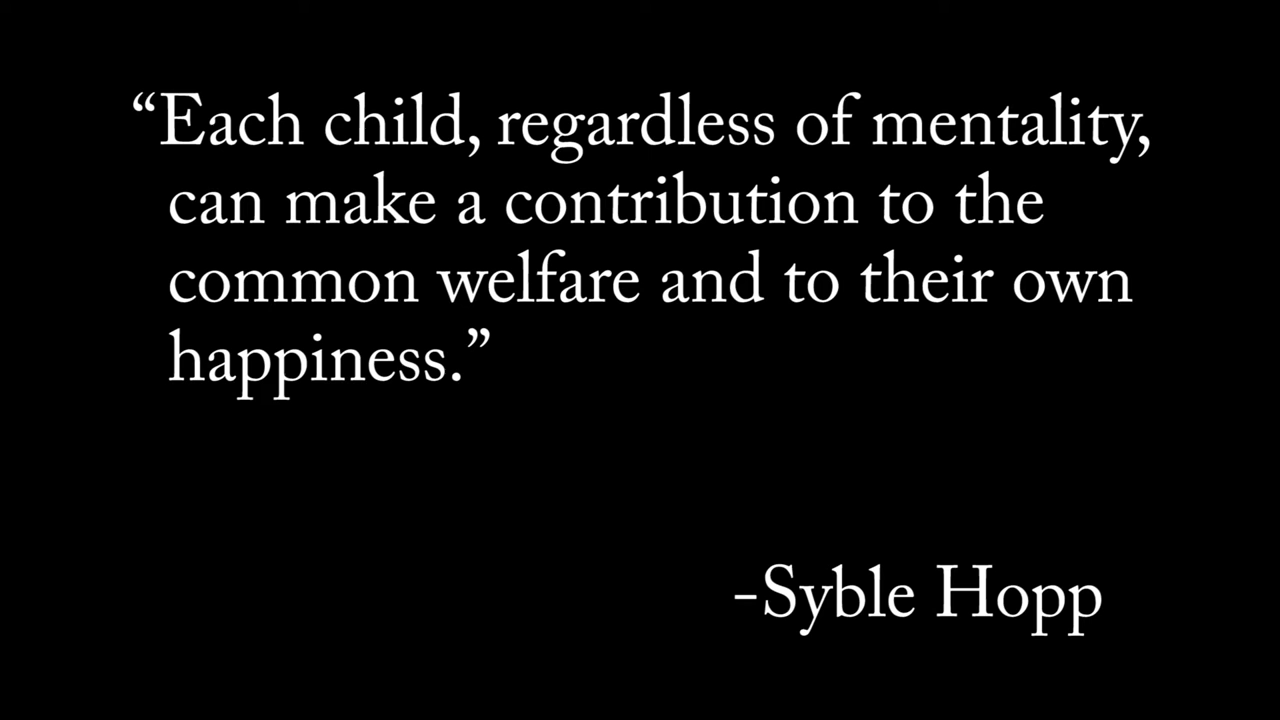 “Each child, regardless of mentality,
can make a contribution to the
common welfare and to their own
happiness.”
-Syble Hopp